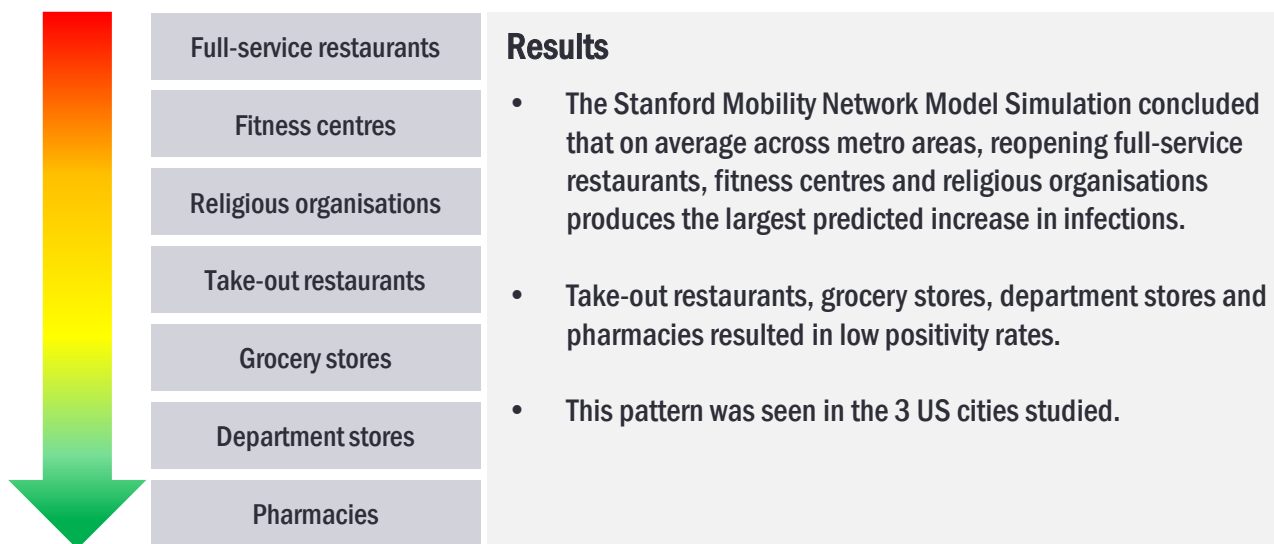 Full-service restaurants
Fitness centres
Religious organisations
Take-out restaurants
Grocery stores
Department stores
Pharmacies
Results
• The Stanford Mobility Network Model Simulation concluded
that on average across metro areas, reopening full-service
restaurants, fitness centres and religious organisations
produces the largest predicted increase in infections.
• Take-out restaurants, grocery stores, department stores and
pharmacies resulted in low positivity rates.
• This pattern was seen in the 3 US cities studied.